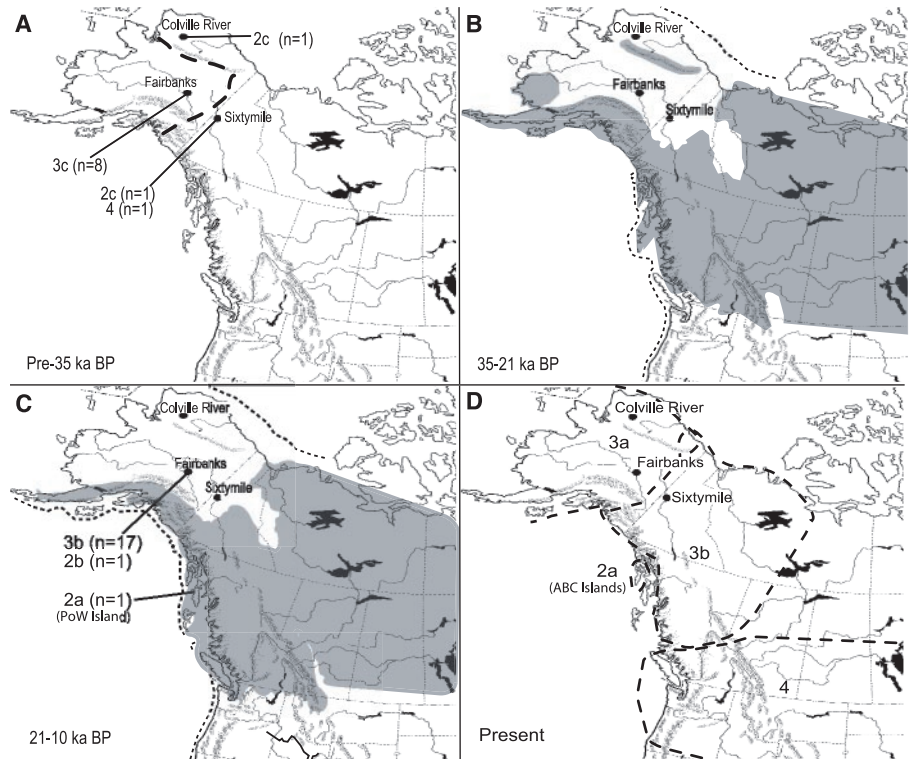 A
Colville River
2c (n=1)
Fairbanks
Sixtymile
3c (n=8)
2c (n=1)
4 (n=1)
Pre-35 ka BP
B
Colville River
Fairbanks
Sixtymile
35-21 ka BP
C
Colville River
Fairbanks
Sixtymile
3b (n=17)
2b (n=1)
2a (n=1)
(PoW Island)
21-10 ka BP
D
Colville River
3a
Fairbanks
Sixtymile
3b
2a
(ABC Islands)
4
Present